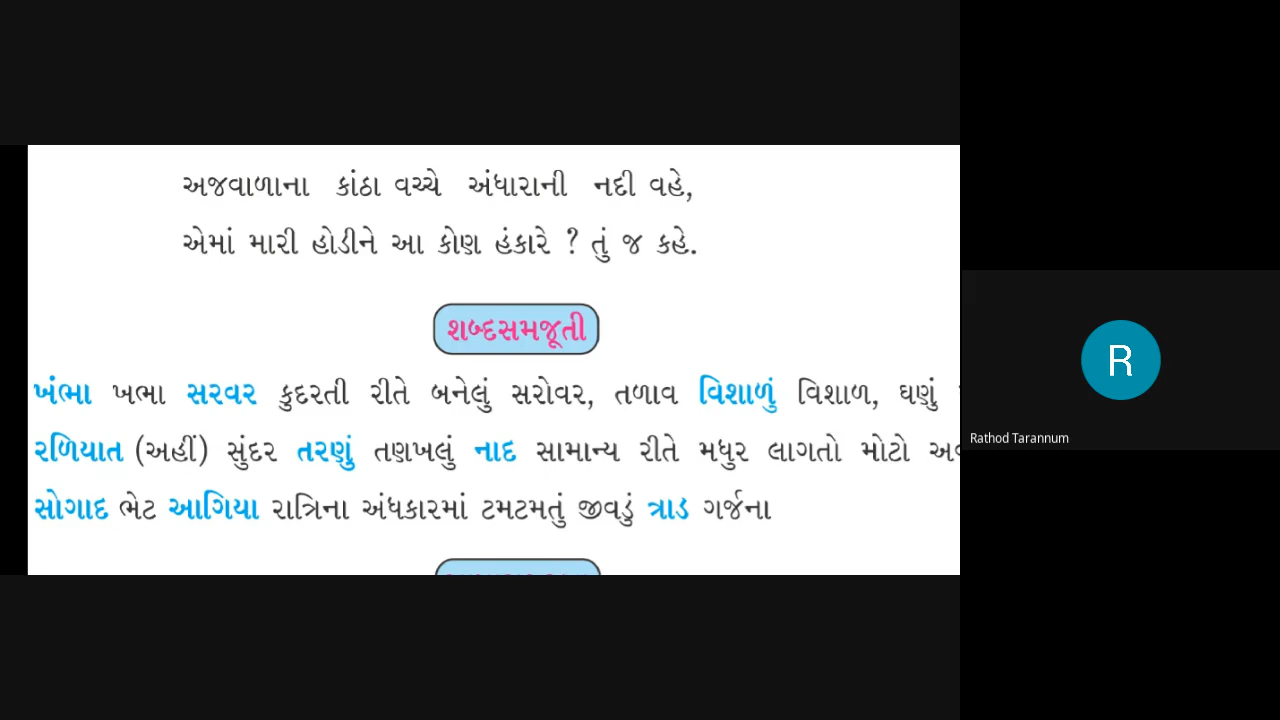 અજવાળાના કાંઠા વચ્ચે અંધારાની નદી વહે,
એમાં મારી હોડીને આ કોણ હંકારે ? તું જ કહે.
શબ્દસમજૂતી
ખંભા ખભા સરવર કુદરતી રીતે બનેલું સરોવર, તળાવ વિશાળું વિશાળ, ઘણું
રળિયાત (અહીં) સુંદર તરણું તણખલું નાદ સામાન્ય રીતે મધુર લાગતો મોટો
સોગાદ ભેટ આગિયા રાત્રિના અંધકારમાં ટમટમતું જીવડું ત્રાડ ગર્જના
R
Rathod Tarannum